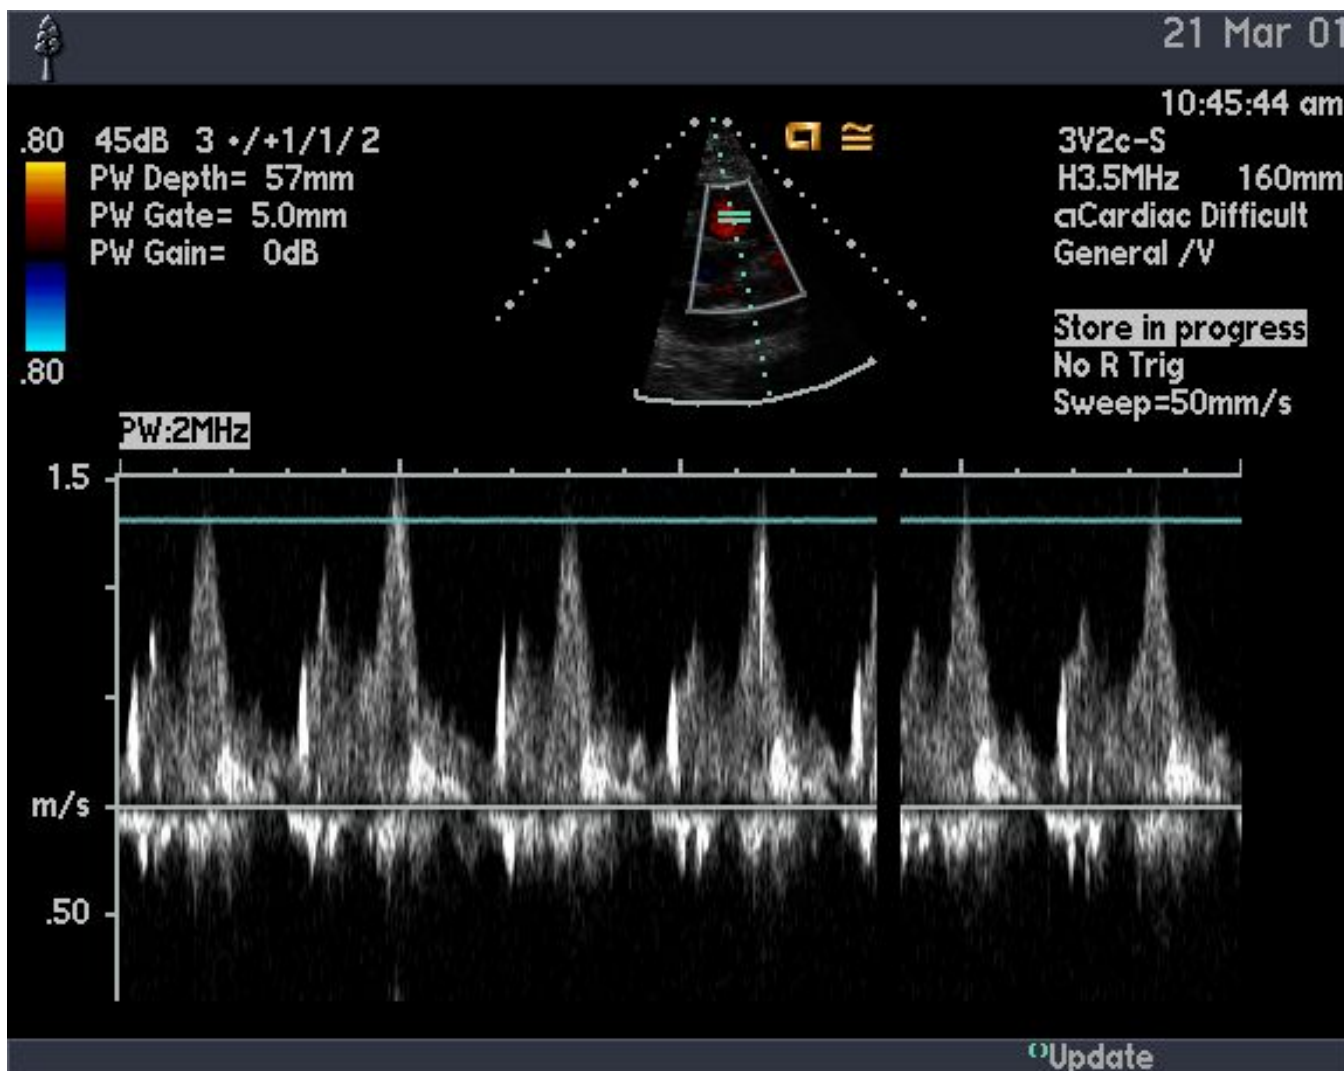 21 Mar 01
10:45:44 am
.80
45dB 3 •/+1/1/2
PW Depth= 57mm
PW Gate= 5.0mm
PW Gain= 0dB
.80
3V2c-S
H3.5MHz 160mm
Cardiac Difficult
General /V
Store in progress
No R Trig
Sweep=50mm/s
PW:2MHz
1.5
m/s
.50
Update